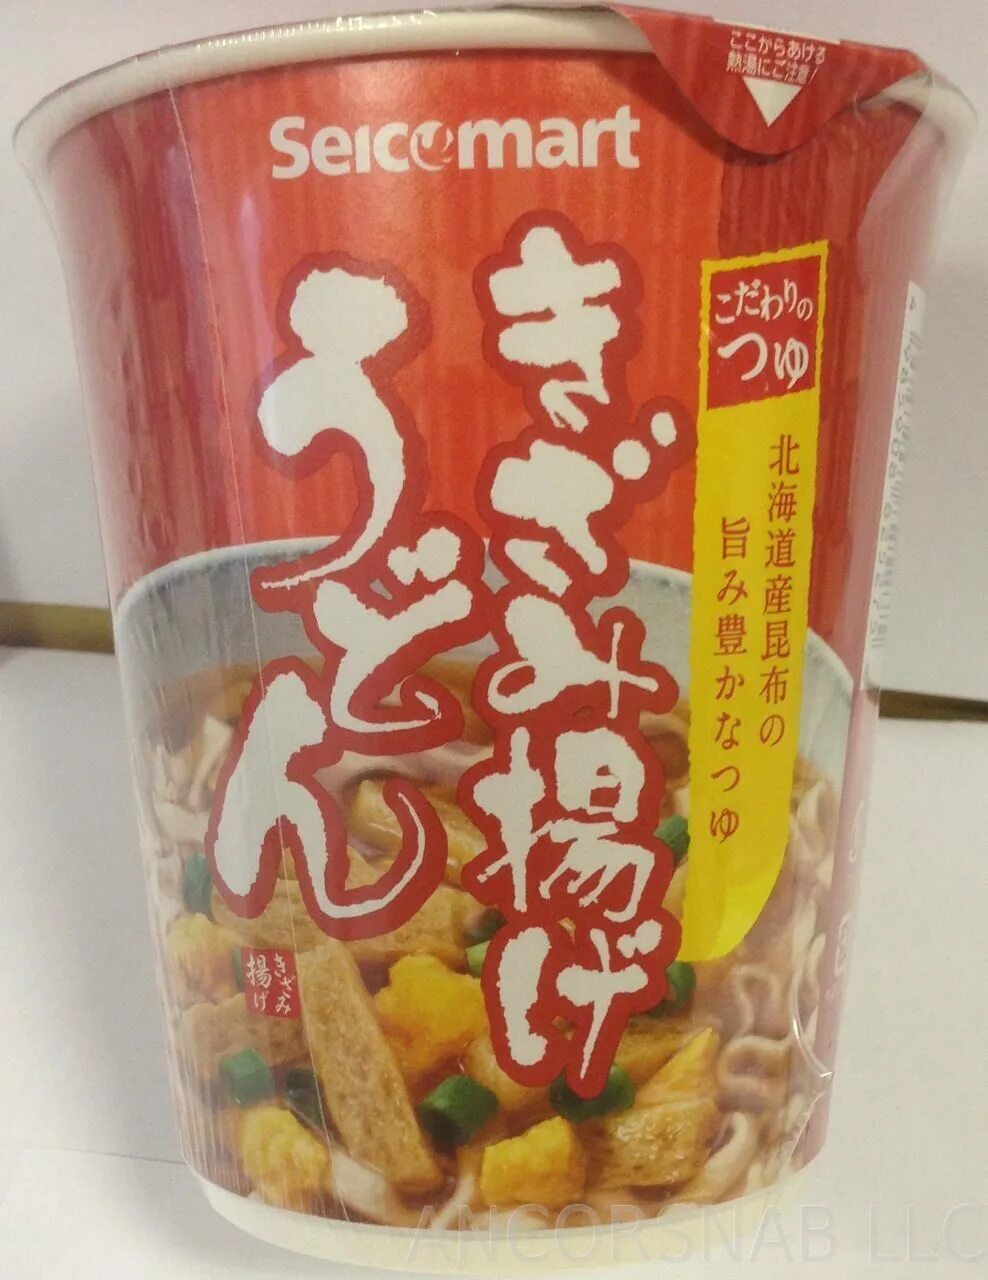 ここからあける
熱湯にご注意!
Seicomart
こだわりの
つゆ
北海道産昆布の
旨み豊かなつゆ
きざみ揚げ
うどん
きざみ
揚げ
ANCORSNAB LLC